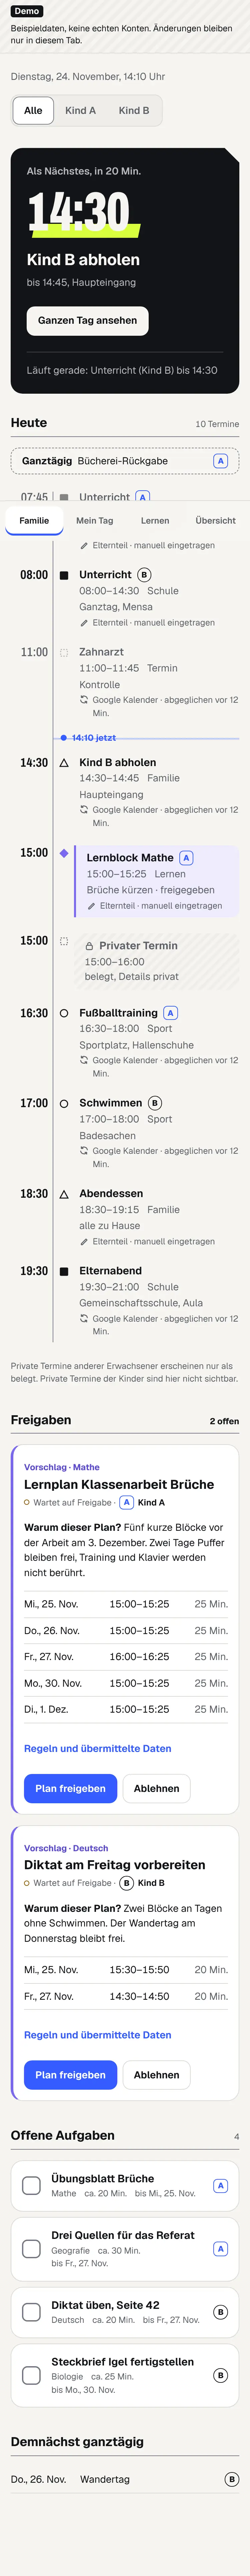 Demo
Beispieldaten, keine echten Konten. Änderungen bleiben
nur in diesem Tab.
Dienstag, 24. November, 14:10 Uhr
Alle Kind A Kind B
Als Nächstes, in 20 Min.
14:30
Kind B abholen
bis 14:45, Haupteingang
Ganzen Tag ansehen
Läuft gerade: Unterricht (Kind B) bis 14:30
Heute 10 Termine
Ganztägig Bücherei-Rückgabe A
07:45 Unterricht A
Familie Mein Tag Lernen Übersicht
Elternteil · manuell eingetragen
08:00 Unterricht B
08:00–14:30 Schule
Ganztag, Mensa
Elternteil · manuell eingetragen
11:00 Zahnarzt
11:00–11:45 Termin
Kontrolle
Google Kalender · abgeglichen vor 12
Min.
14:10 jetzt
14:30 Kind B abholen
14:30–14:45 Familie
Haupteingang
Google Kalender · abgeglichen vor 12
Min.
15:00 Lernblock Mathe A
15:00–15:25 Lernen
Brüche kürzen · freigegeben
Elternteil · manuell eingetragen
15:00 Privater Termin
15:00–16:00
belegt, Details privat
16:30 Fußballtraining A
16:30–18:00 Sport
Sportplatz, Hallenschuhe
Google Kalender · abgeglichen vor 12
Min.
17:00 Schwimmen B
17:00–18:00 Sport
Badesachen
Google Kalender · abgeglichen vor 12
Min.
18:30 Abendessen
18:30–19:15 Familie
alle zu Hause
Elternteil · manuell eingetragen
19:30 Elternabend
19:30–21:00 Schule
Gemeinschaftsschule, Aula
Google Kalender · abgeglichen vor 12
Min.
Private Termine anderer Erwachsener erscheinen nur als
belegt. Private Termine der Kinder sind hier nicht sichtbar.
Freigaben 2 offen
Vorschlag · Mathe
Lernplan Klassenarbeit Brüche
Wartet auf Freigabe · A Kind A
Warum dieser Plan? Fünf kurze Blöcke vor
der Arbeit am 3. Dezember. Zwei Tage Puffer
bleiben frei, Training und Klavier werden
nicht berührt.
Mi., 25. Nov. 15:00–15:25 25 Min.
Do., 26. Nov. 15:00–15:25 25 Min.
Fr., 27. Nov. 16:00–16:25 25 Min.
Mo., 30. Nov. 15:00–15:25 25 Min.
Di., 1. Dez. 15:00–15:25 25 Min.
Regeln und übermittelte Daten
Plan freigeben Ablehnen
Vorschlag · Deutsch
Diktat am Freitag vorbereiten
Wartet auf Freigabe · B Kind B
Warum dieser Plan? Zwei Blöcke an Tagen
ohne Schwimmen. Der Wandertag am
Donnerstag bleibt frei.
Mi., 25. Nov. 15:30–15:50 20 Min.
Fr., 27. Nov. 14:30–14:50 20 Min.
Regeln und übermittelte Daten
Plan freigeben Ablehnen
Offene Aufgaben 4
Übungsblatt Brüche A
Mathe ca. 20 Min. bis Mi., 25. Nov.
Drei Quellen für das Referat A
Geografie ca. 30 Min.
bis Fr., 27. Nov.
Diktat üben, Seite 42 B
Deutsch ca. 20 Min. bis Fr., 27. Nov.
Steckbrief Igel fertigstellen B
Biologie ca. 25 Min.
bis Mo., 30. Nov.
Demnächst ganztägig
Do., 26. Nov. Wandertag B